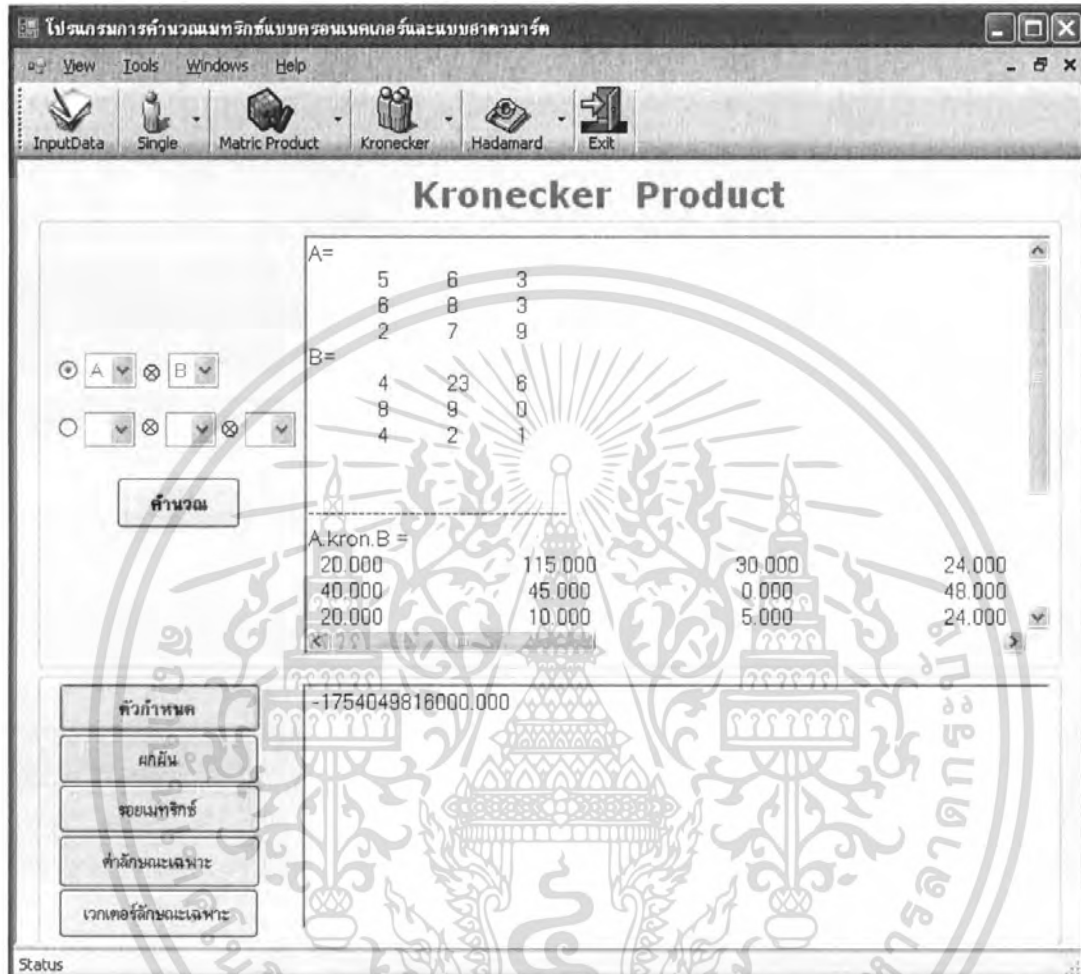 โปรแกรมการคำนวณเมทริกซ์แบบครอนเนคเกอร์และแบบฮาดามาร์ด
View Tools Windows Help
InputData Single Matric Product Kronecker Hadamard Exit
Kronecker Product
A=
5 6 3
6 8 3
2 7 9
B=
4 23 6
8 9 0
4 2 1
A ⊗ B
⊗ ⊗
คำนวณ
--------------------------------------
A.kron.B =
20.000 115.000 30.000 24.000
40.000 45.000 0.000 48.000
20.000 10.000 5.000 24.000
ตัวกำหนด
ผกผัน
รอยเมทริกซ์
ค่าลักษณะเฉพาะ
เวกเตอร์ลักษณะเฉพาะ
-1754049816000.000
Status